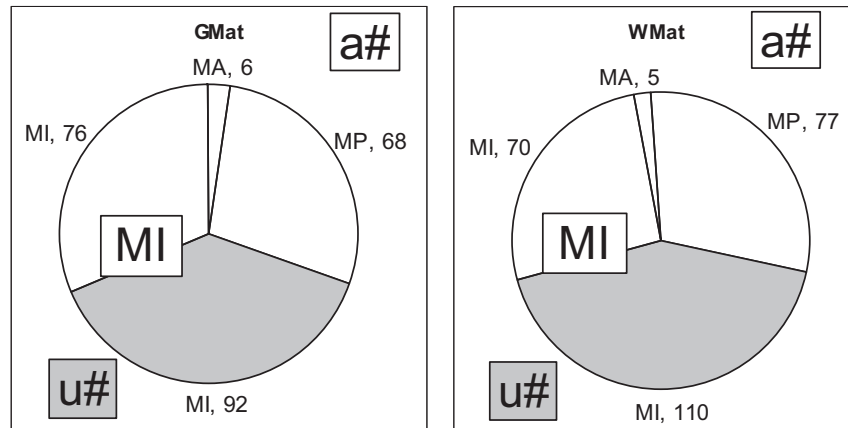 GMat
a#
MA, 6
MI, 76
MP, 68
MI
u#
MI, 92
WMat
a#
MA, 5
MP, 77
MI, 70
MI
u#
MI, 110